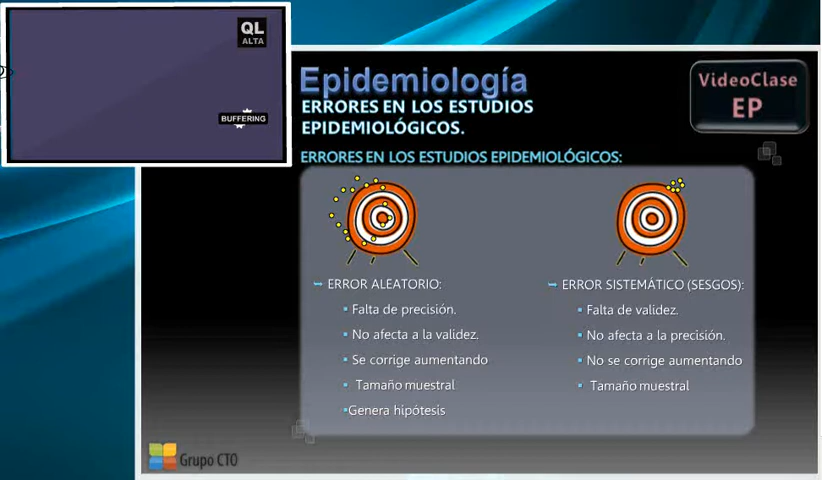 QL
ALTA
BUFFERING
Epidemiología
ERRORES EN LOS ESTUDIOS
EPIDEMIOLÓGICOS.
VideoClase
EP
ERRORES EN LOS ESTUDIOS EPIDEMIOLÓGICOS:
ERROR ALEATORIO:
Falta de precisión.
No afecta a la validez.
Se corrige aumentando
Tamaño muestral
Genera hipótesis
ERROR SISTEMÁTICO (SESGOS):
Falta de validez.
No afecta a la precisión.
No se corrige aumentando
Tamaño muestral
Grupo CTO